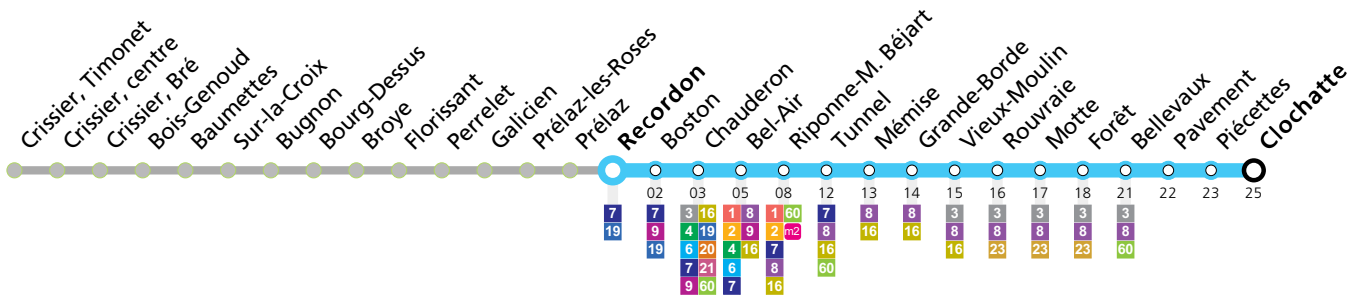 Crissier, Timonet
Crissier, centre
Crissier, Bré
Bois-Genoud
Baumettes
Sur-la-Croix
Bugnon
Bourg-Dessus
Broye
Florissant
Perrelet
Galicien
Prélaz-les-Roses
Prélaz
Recordon
Boston
Chauderon
Bel-Air
Riponne-M. Béjart
Tunnel
Mémise
Grande-Borde
Vieux-Moulin
Rouvraie
Motte
Forêt
Bellevaux
Pavement
Piécettes
Clochatte
02 03 05 08 12 13 14 15 16 17 18 21 22 23 25
7 7 3 16 1 8 1 60 7 8 8 3 3 3 3 3
19 9 4 19 2 9 2 m2 8 16 16 8 8 8 8 8
19 6 20 4 16 7 16 16 23 23 23 60
7 21 6 8 60
9 60 7 16